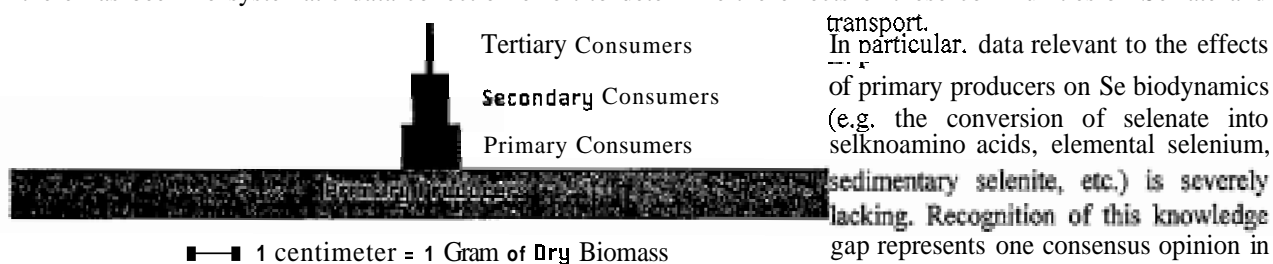 transport.
Tertiary Consumers
Secondary Consumers
Primary Consumers
Primary Producers
1 centimeter = 1 Gram of Dry Biomass
In particular. data relevant to the effects
of primary producers on Se biodynamics
(e.g. the conversion of selenate into
selknoamino acids, elemental selenium,
sedimentary selenite, etc.) is severely
lacking. Recognition of this knowledge
gap represents one consensus opinion in